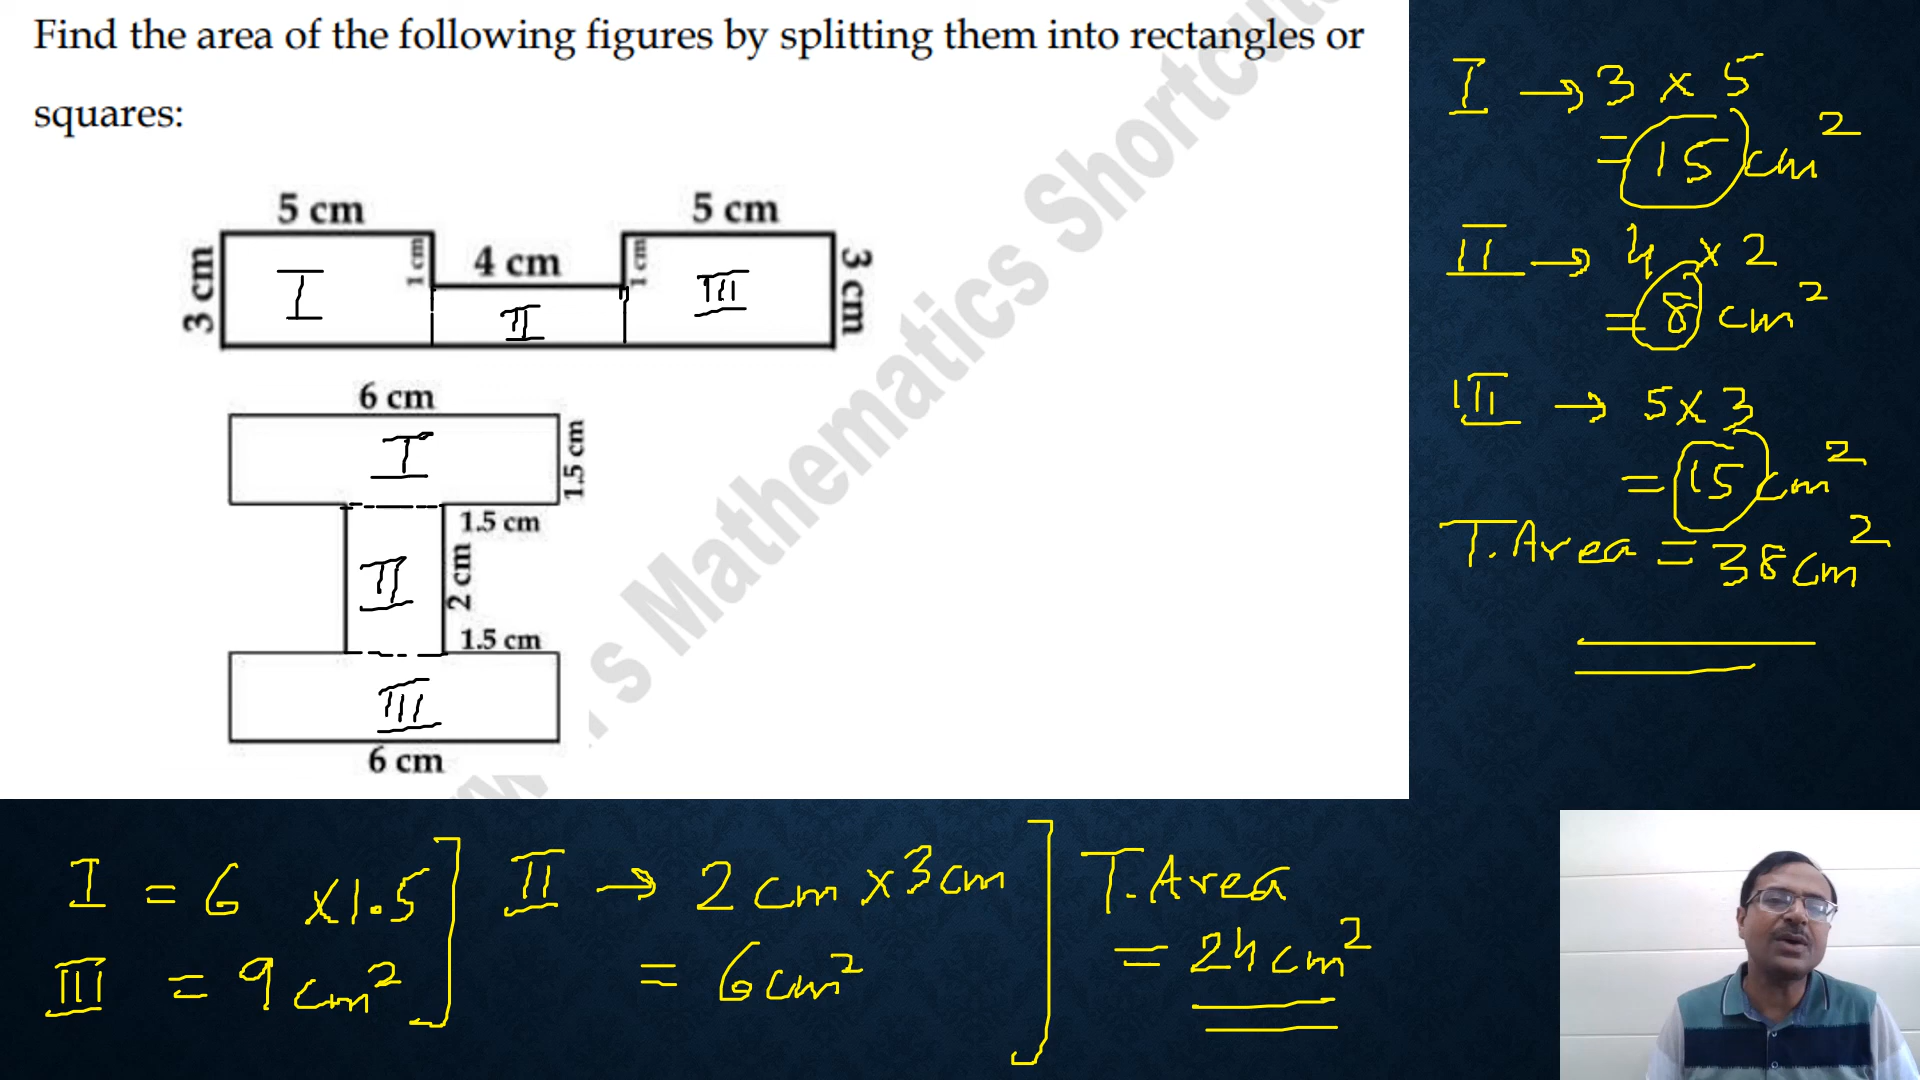 Find the area of the following figures by splitting them into rectangles or
squares:
5 cm
5 cm
3 cm
1 cm
4 cm
1 cm
3 cm
I
II
III
6 cm
I
1.5 cm
1.5 cm
II
2 cm
1.5 cm
III
6 cm
s Mathematics Shortcut
I → 3 × 5
= 15 cm²
II → 4 × 2
= 8 cm²
III → 5 × 3
= 15 cm²
T. Area = 38 cm²
I = 6 × 1.5
III = 9 cm²
II → 2 cm × 3 cm
= 6 cm²
T. Area
= 24 cm²